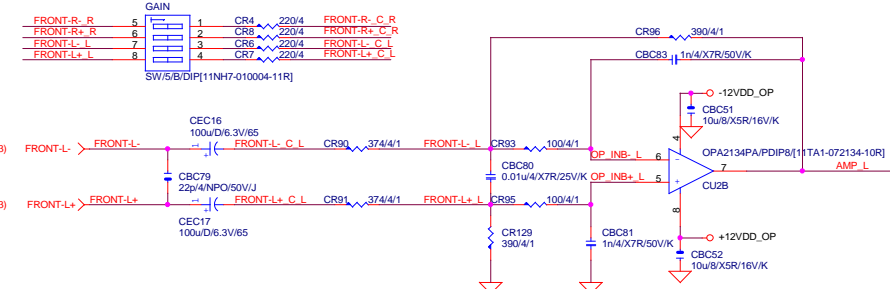 GAIN
FRONT-R-_R 5 1 CR4 220/4 FRONT-R-_C_R
FRONT-R+_R 6 2 CR8 220/4 FRONT-R+_C_R
FRONT-L-_L 7 3 CR6 220/4 FRONT-L-_C_L
FRONT-L+_L 8 4 CR7 220/4 FRONT-L+_C_L
SW/5/B/DIP[11NH7-010004-11R]
CR96 390/4/1
CBC83 1n/4/X7R/50V/K
-12VDD_OP
CBC51
10u/8/X5R/16V/K
4
CEC16
100u/D/6.3V/65
3) FRONT-L- FRONT-L- 1 + FRONT-L-_C_L CR90 374/4/1 FRONT-L-_L CR93 100/4/1
OP_INB-_L 6 -
OPA2134PA/PDIP8/[11TA1-072134-10R]
7 AMP_L
CBC80
0.01u/4/X7R/25V/K
CBC79
22p/4/NPO/50V/J
OP_INB+_L 5 +
CU2B
3) FRONT-L+ FRONT-L+ 1 + FRONT-L+_C_L CR91 374/4/1 FRONT-L+_L CR95 100/4/1
CEC17
100u/D/6.3V/65
8
CR129
390/4/1
CBC81
1n/4/X7R/50V/K
+12VDD_OP
CBC52
10u/8/X5R/16V/K